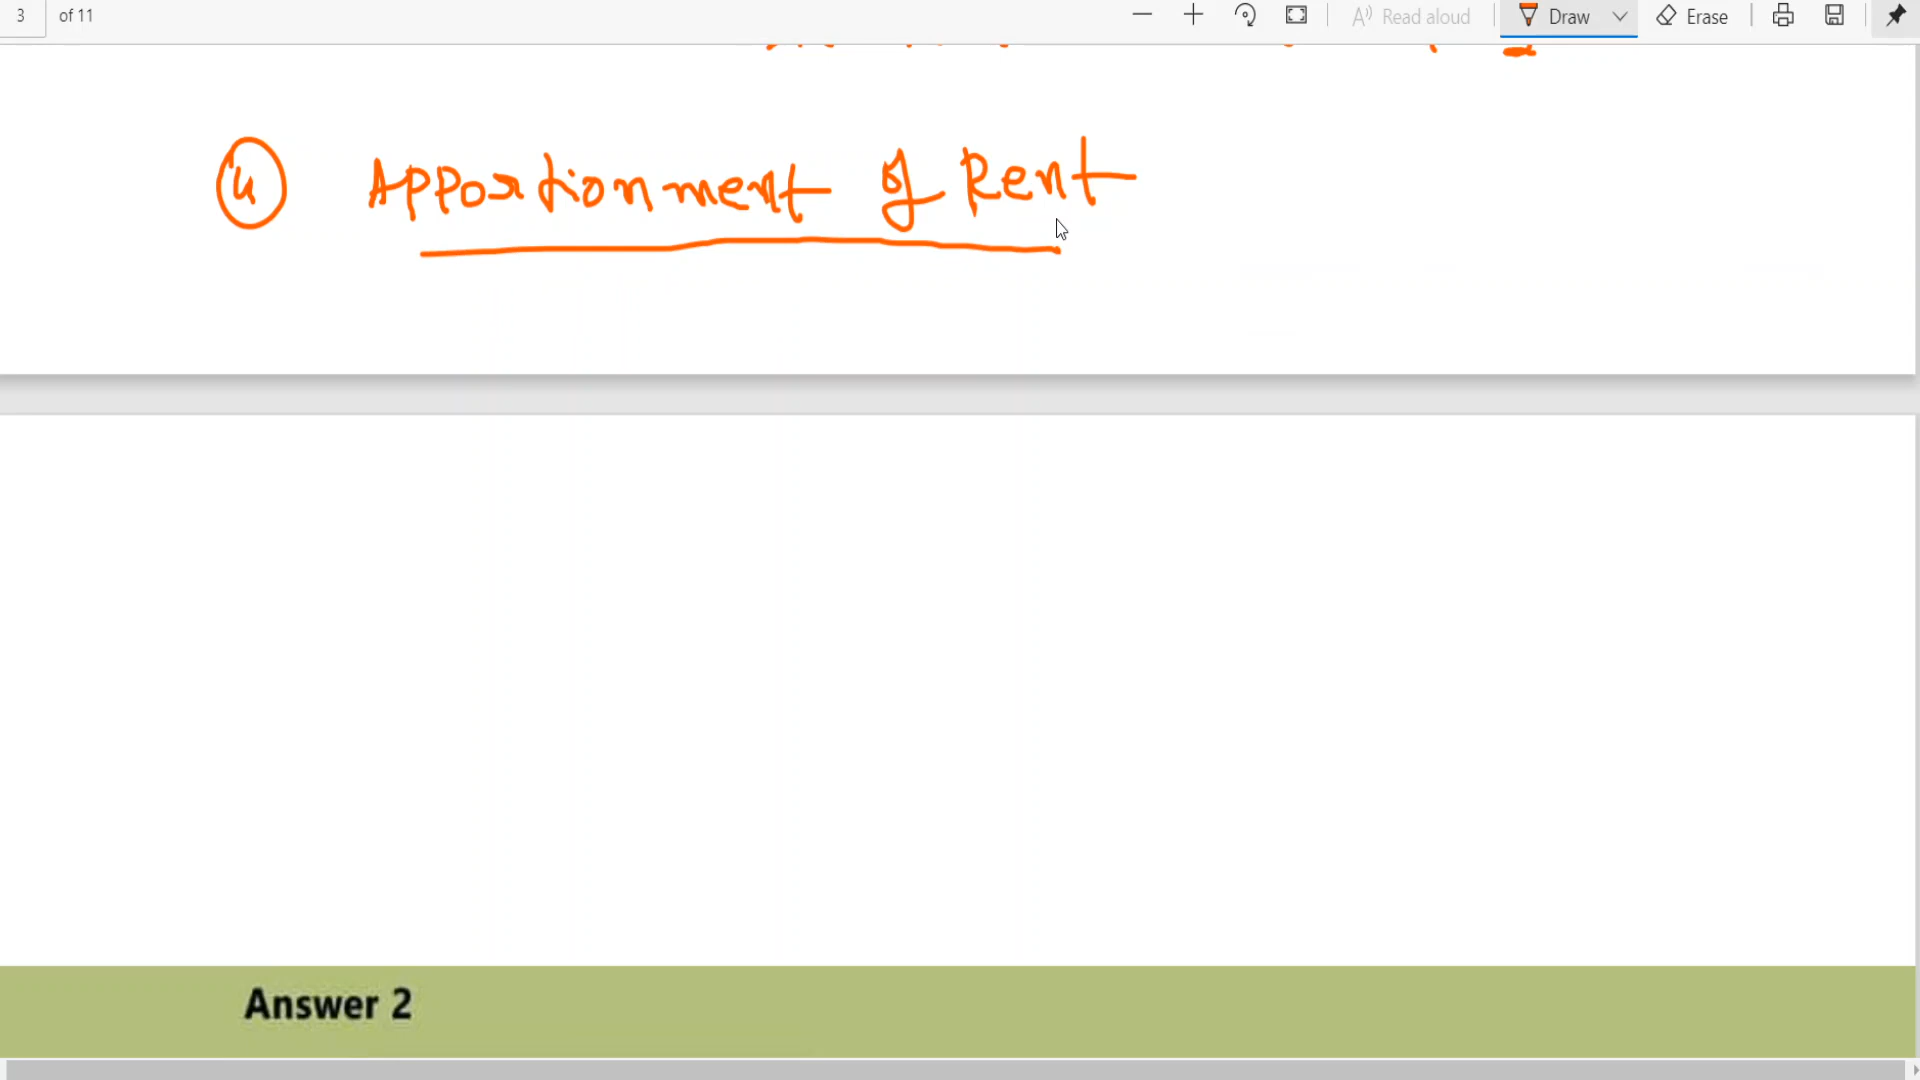 3 of 11
Read aloud
Draw
Erase
4 Apportionment of Rent
Answer 2